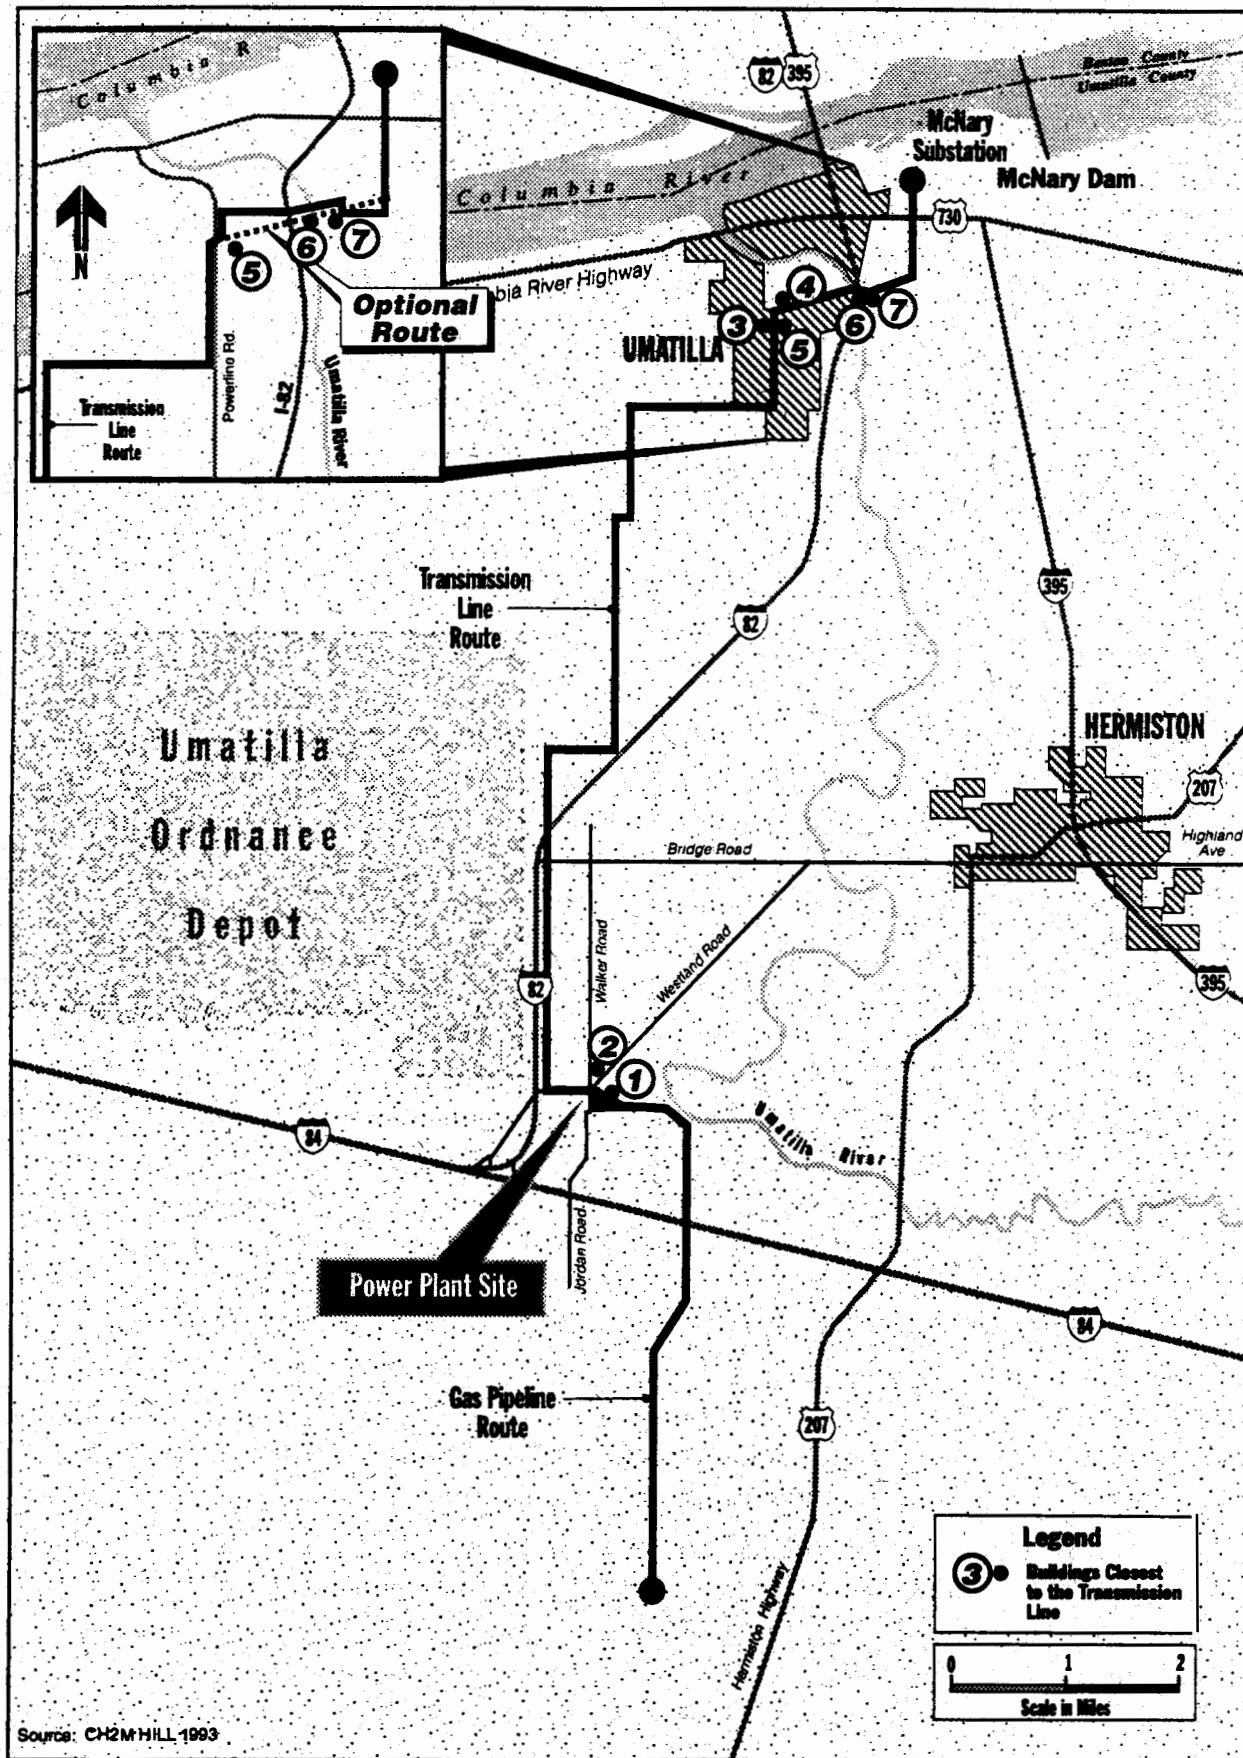 Columbia R
N
5
6
7
Optional
Route
Powerline Rd.
I-82
Umatilla River
Transmission
Line
Route
82
395
Benton County
Umatilla County
McNary
Substation
McNary Dam
Columbia River
730
bia River Highway
4
3
5
6
7
UMATILLA
Transmission
Line
Route
82
395
HERMISTON
207
Umatilla
Ordnance
Depot
Bridge Road
Highland
Ave
Walker Road
Westland Road
82
395
2
1
Umatilla River
84
Jordan Road
Power Plant Site
84
Gas Pipeline
Route
207
Hermiston Highway
Legend
3
Buildings Closest
to the Transmission
Line
0 1 2
Scale in Miles
Source: CH2M HILL 1993